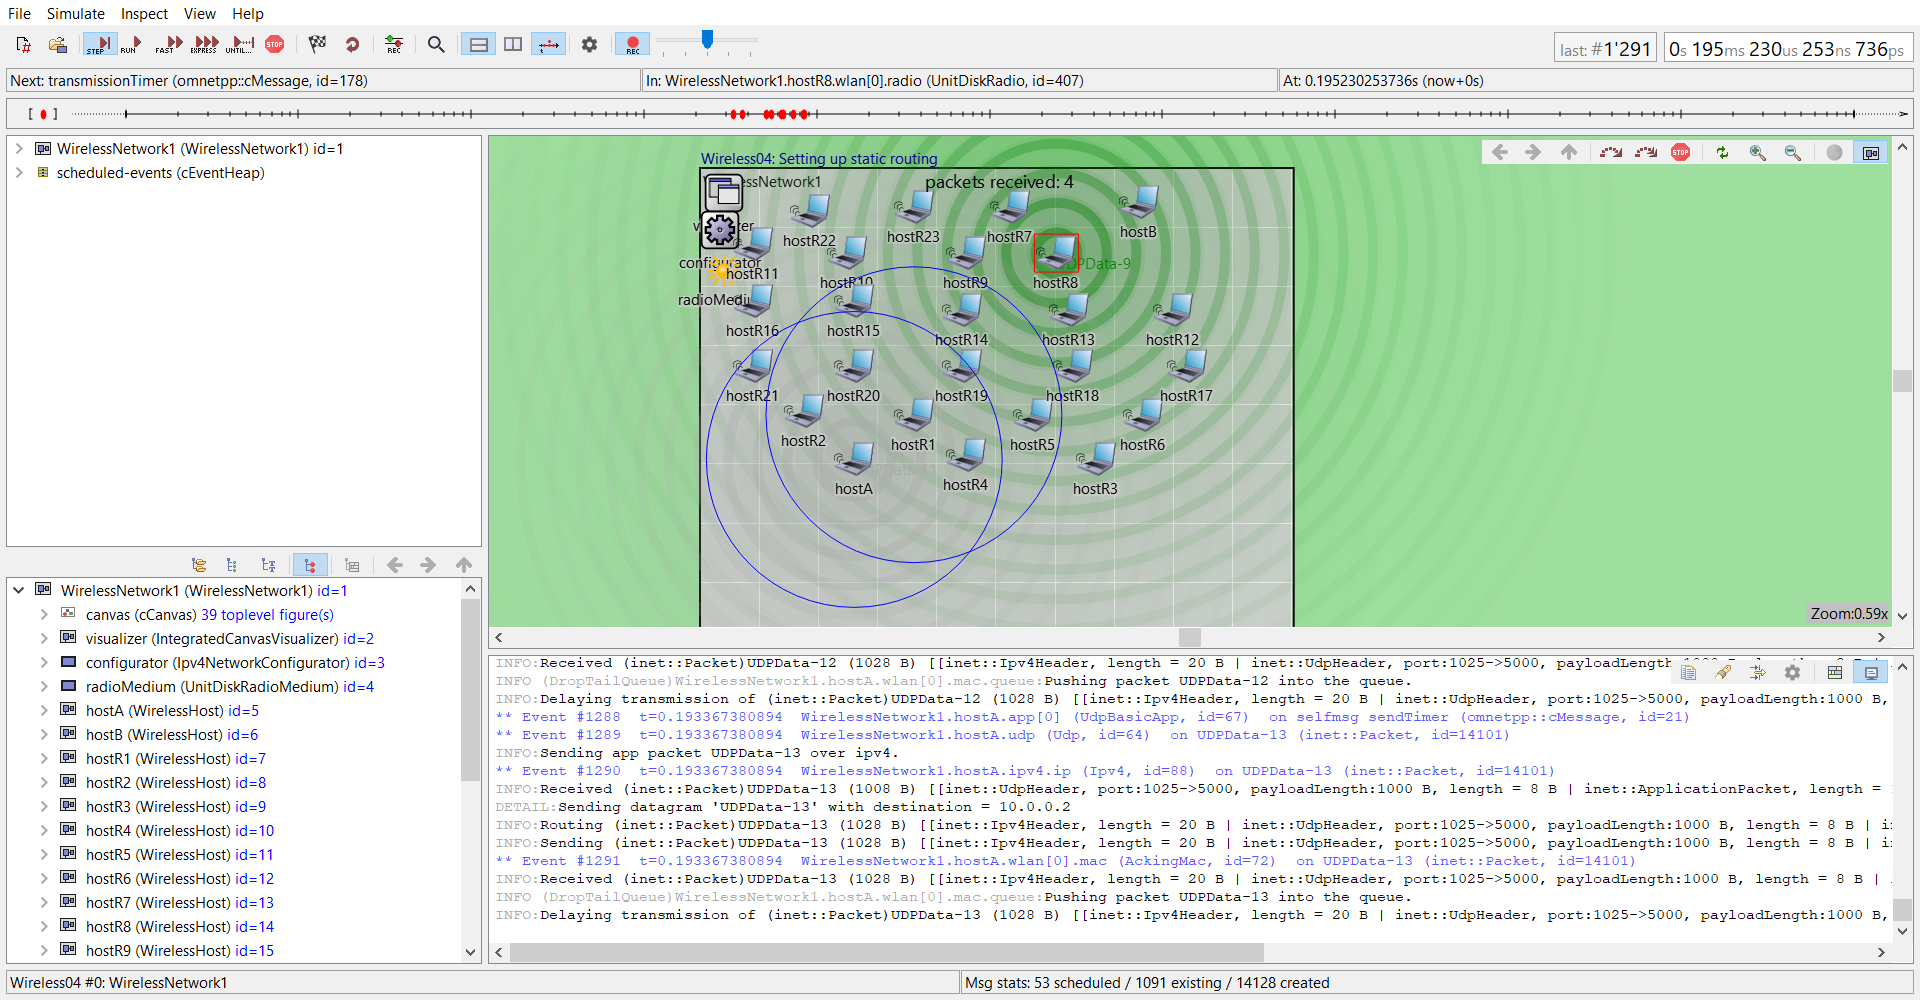 File Simulate Inspect View Help
STEP RUN FAST EXPRESS UNTIL... STOP REC REC
last: #1'291 0s 195ms 230us 253ns 736ps
Next: transmissionTimer (omnetpp::cMessage, id=178) In: WirelessNetwork1.hostR8.wlan[0].radio (UnitDiskRadio, id=407) At: 0.195230253736s (now+0s)
WirelessNetwork1 (WirelessNetwork1) id=1
scheduled-events (cEventHeap)
Wireless04: Setting up static routing
STOP
essNetwork1 packets received: 4
hostR22 hostR23 hostR7 hostB
configurator hostR11 hostR10 hostR9 hostR8 DPData-9
radioMediu
hostR16 hostR15 hostR14 hostR13 hostR12
hostR21 hostR20 hostR19 hostR18 hostR17
hostR2 hostR1 hostR5 hostR6
hostA hostR4 hostR3
Zoom:0.59x
WirelessNetwork1 (WirelessNetwork1) id=1
canvas (cCanvas) 39 toplevel figure(s)
visualizer (IntegratedCanvasVisualizer) id=2
configurator (Ipv4NetworkConfigurator) id=3
radioMedium (UnitDiskRadioMedium) id=4
hostA (WirelessHost) id=5
hostB (WirelessHost) id=6
hostR1 (WirelessHost) id=7
hostR2 (WirelessHost) id=8
hostR3 (WirelessHost) id=9
hostR4 (WirelessHost) id=10
hostR5 (WirelessHost) id=11
hostR6 (WirelessHost) id=12
hostR7 (WirelessHost) id=13
hostR8 (WirelessHost) id=14
hostR9 (WirelessHost) id=15
INFO:Received (inet::Packet)UDPData-12 (1028 B) [[inet::Ipv4Header, length = 20 B | inet::UdpHeader, port:1025->5000, payloadLength:1000 B, length = 8 B | i
INFO (DropTailQueue)WirelessNetwork1.hostA.wlan[0].mac.queue:Pushing packet UDPData-12 into the queue.
INFO:Delaying transmission of (inet::Packet)UDPData-12 (1028 B) [[inet::Ipv4Header, length = 20 B | inet::UdpHeader, port:1025->5000, payloadLength:1000 B,
** Event #1288 t=0.193367380894 WirelessNetwork1.hostA.app[0] (UdpBasicApp, id=67) on selfmsg sendTimer (omnetpp::cMessage, id=21)
** Event #1289 t=0.193367380894 WirelessNetwork1.hostA.udp (Udp, id=64) on UDPData-13 (inet::Packet, id=14101)
INFO:Sending app packet UDPData-13 over ipv4.
** Event #1290 t=0.193367380894 WirelessNetwork1.hostA.ipv4.ip (Ipv4, id=88) on UDPData-13 (inet::Packet, id=14101)
INFO:Received (inet::Packet)UDPData-13 (1008 B) [[inet::UdpHeader, port:1025->5000, payloadLength:1000 B, length = 8 B | inet::ApplicationPacket, length =
DETAIL:Sending datagram 'UDPData-13' with destination = 10.0.0.2
INFO:Routing (inet::Packet)UDPData-13 (1028 B) [[inet::Ipv4Header, length = 20 B | inet::UdpHeader, port:1025->5000, payloadLength:1000 B, length = 8 B | i
INFO:Sending (inet::Packet)UDPData-13 (1028 B) [[inet::Ipv4Header, length = 20 B | inet::UdpHeader, port:1025->5000, payloadLength:1000 B, length = 8 B | i
** Event #1291 t=0.193367380894 WirelessNetwork1.hostA.wlan[0].mac (AckingMac, id=72) on UDPData-13 (inet::Packet, id=14101)
INFO:Received (inet::Packet)UDPData-13 (1028 B) [[inet::Ipv4Header, length = 20 B | inet::UdpHeader, port:1025->5000, payloadLength:1000 B, length = 8 B |
INFO (DropTailQueue)WirelessNetwork1.hostA.wlan[0].mac.queue:Pushing packet UDPData-13 into the queue.
INFO:Delaying transmission of (inet::Packet)UDPData-13 (1028 B) [[inet::Ipv4Header, length = 20 B | inet::UdpHeader, port:1025->5000, payloadLength:1000 B,
Wireless04 #0: WirelessNetwork1 Msg stats: 53 scheduled / 1091 existing / 14128 created